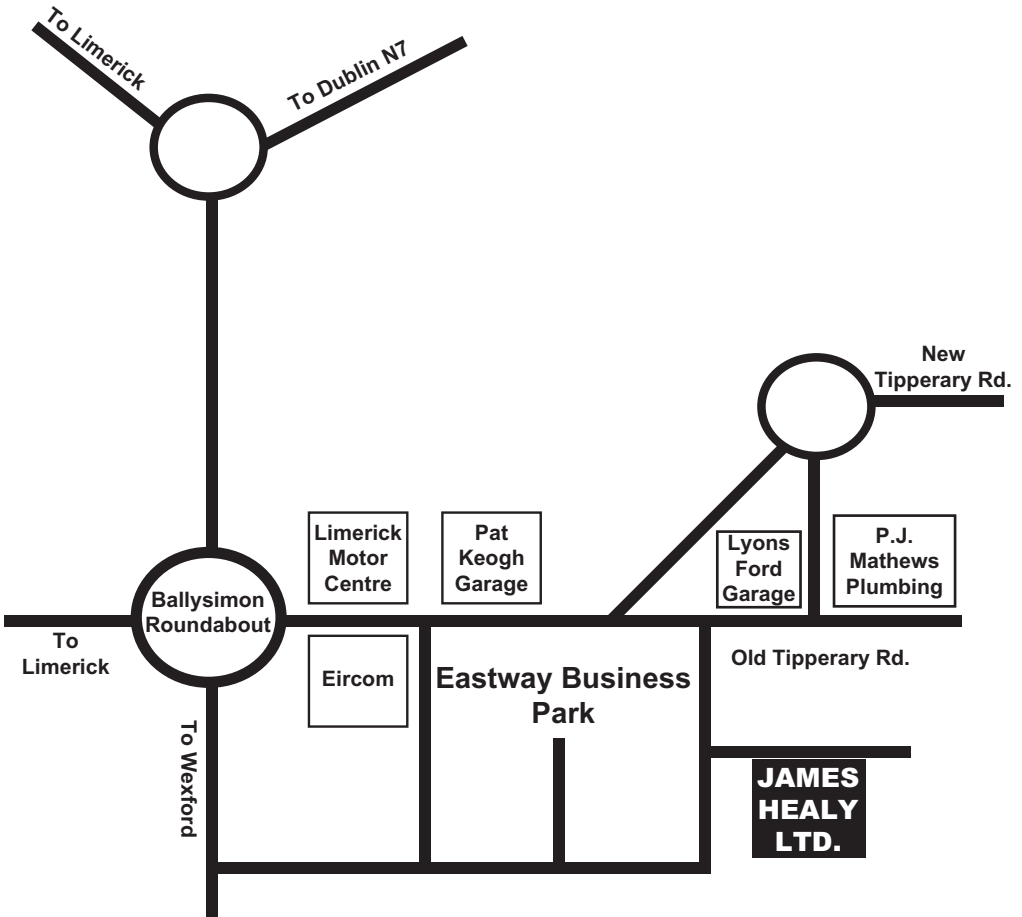 To Limerick
To Dublin N7
New
Tipperary Rd.
Limerick
Motor
Centre
Pat
Keogh
Garage
Lyons
Ford
Garage
P.J.
Mathews
Plumbing
Ballysimon
Roundabout
To
Limerick
Eircom
Eastway Business
Park
Old Tipperary Rd.
To Wexford
JAMES
HEALY
LTD.